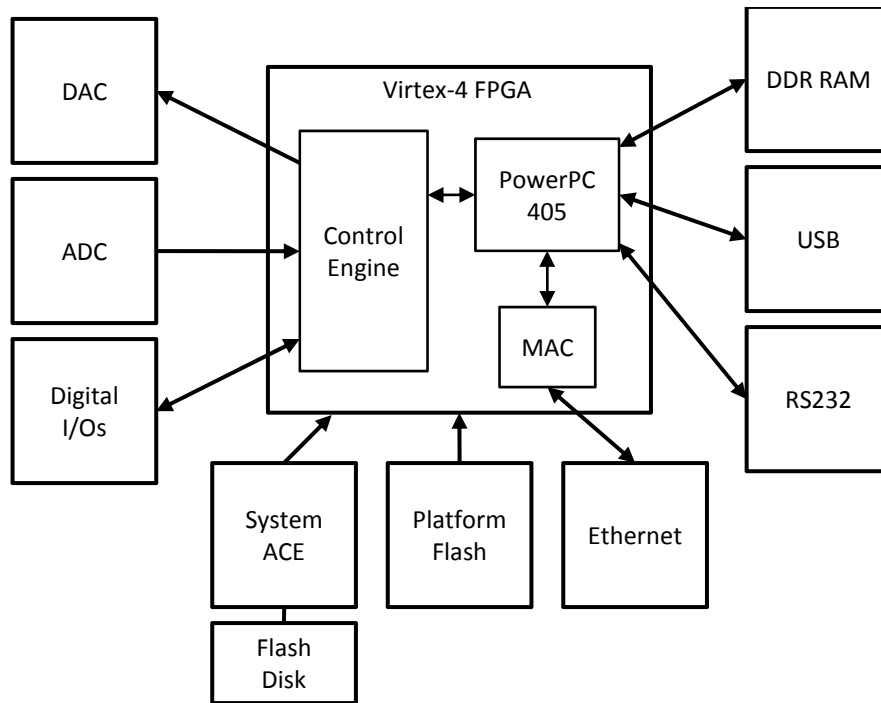 DAC
ADC
Digital
I/Os
Virtex-4 FPGA
Control
Engine
PowerPC
405
MAC
DDR RAM
USB
RS232
System
ACE
Platform
Flash
Ethernet
Flash
Disk